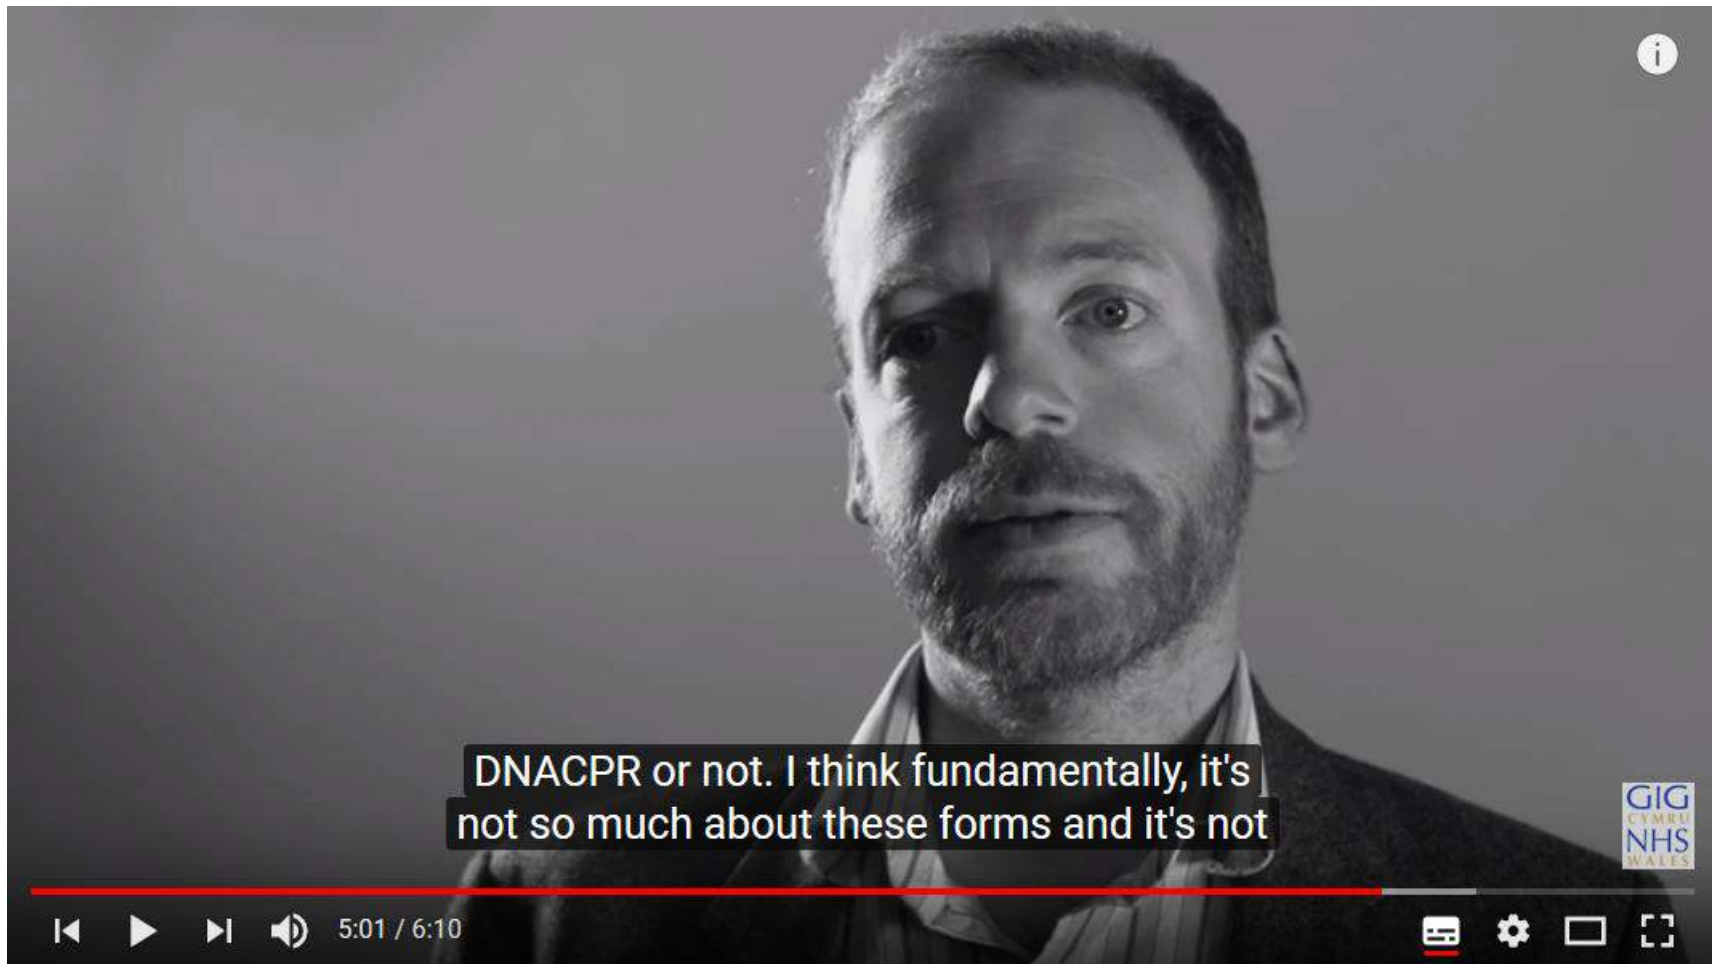 DNACPR or not. I think fundamentally, it's
not so much about these forms and it's not
GIG
CYMRU
NHS
WALES
5:01 / 6:10